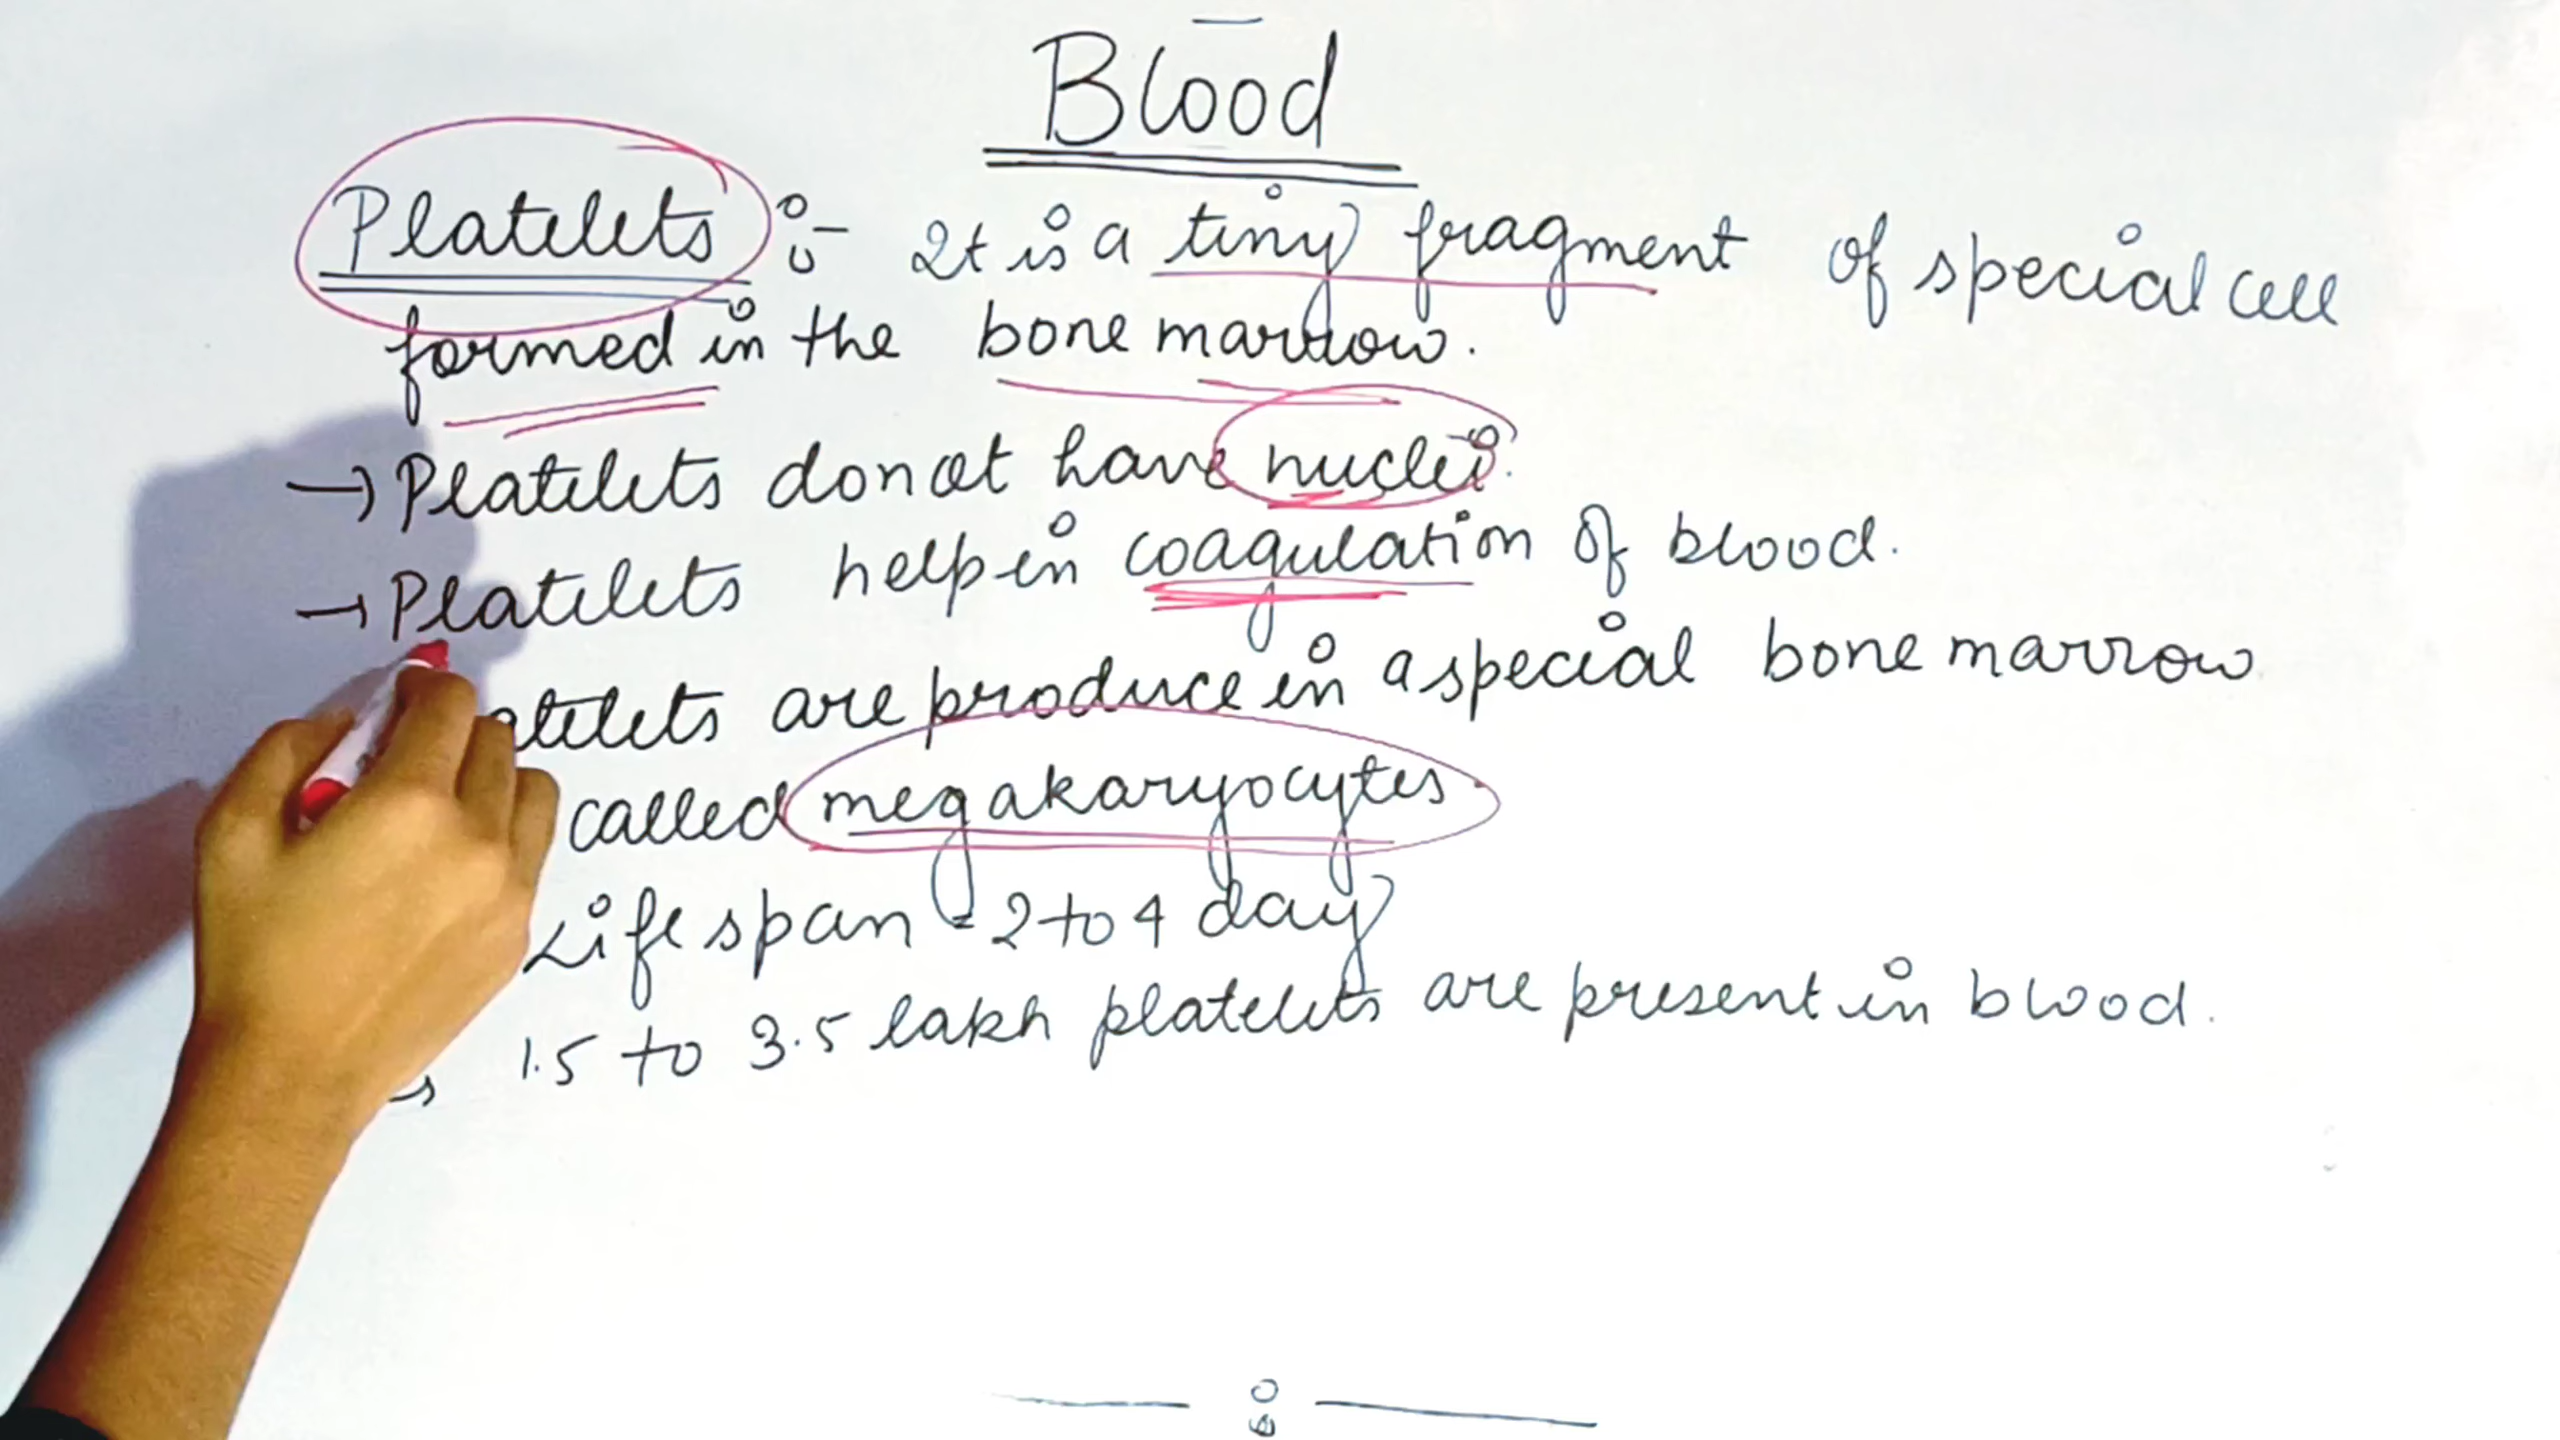 Blood
Platelets :- It is a tiny fragment of special cell
formed in the bone marrow.
→ Platelets donot have nuclei.
→ Platelets help in coagulation of blood.
atelets are produce in a special bone marrow
called megakaryocytes
Life span = 2 to 4 day
→ 1.5 to 3.5 lakh platelets are present in blood.